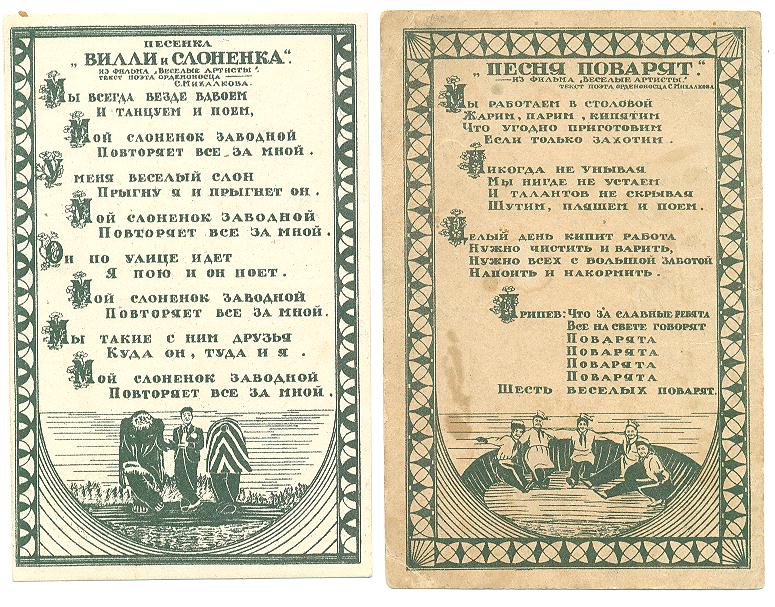 ПЕСЕНКА
„ВИЛЛИ и СЛОНЕНКА“.
ИЗ ФИЛЬМА „ВЕСЕЛЫЕ АРТИСТЫ“.
ТЕКСТ ПОЭТА ОРДЕНОНОСЦА
С. МИХАЛКОВА.
Мы всегда везде вдвоем
И танцуем и поем,
Мой слоненок заводной
Повторяет все за мной.
У меня веселый слон
Прыгну я и прыгнет он.
Мой слоненок заводной
Повторяет все за мной.
Он по улице идет
Я пою и он поет.
Мой слоненок заводной
Повторяет все за мной.
Мы такие с ним друзья
Куда он, туда и я.
Мой слоненок заводной
Повторяет все за мной.
„ПЕСНЯ ПОВАРЯТ.“
ИЗ ФИЛЬМА „ВЕСЕЛЫЕ АРТИСТЫ.“
ТЕКСТ ПОЭТА ОРДЕНОНОСЦА С. МИХАЛКОВА
Мы работаем в столовой
Жарим, парим, кипятим
Что угодно приготовим
Если только захотим.
Никогда не унывая
Мы нигде не устаем
И талантов не скрывая
Шутим, пляшем и поем.
Целый день кипит работа
Нужно чистить и варить,
Нужно всех с большой заботой
Напоить и накормить.
Припев: Что за славные ребята
Все на свете говорят
Поварята
Поварята
Поварята
Поварята
Шесть веселых поварят.